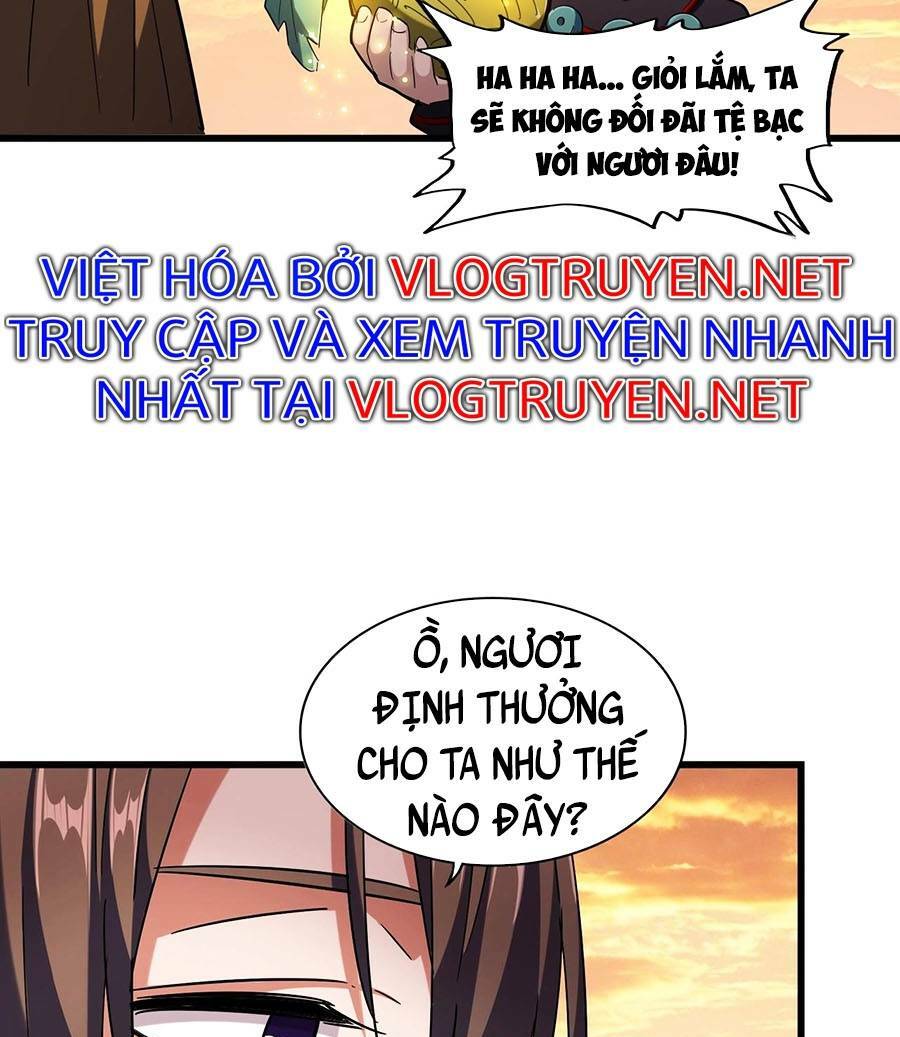 HA HA HA... GIỎI LẮM, TA
SẼ KHÔNG ĐỐI ĐÃI TỆ BẠC
VỚI NGƯƠI ĐÂU!
VIỆT HÓA BỞI VLOGTRUYEN.NET
TRUY CẬP VÀ XEM TRUYỆN NHANH
NHẤT TẠI VLOGTRUYEN.NET
Ồ, NGƯƠI
ĐỊNH THƯỞNG
CHO TA NHƯ THẾ
NÀO ĐÂY?